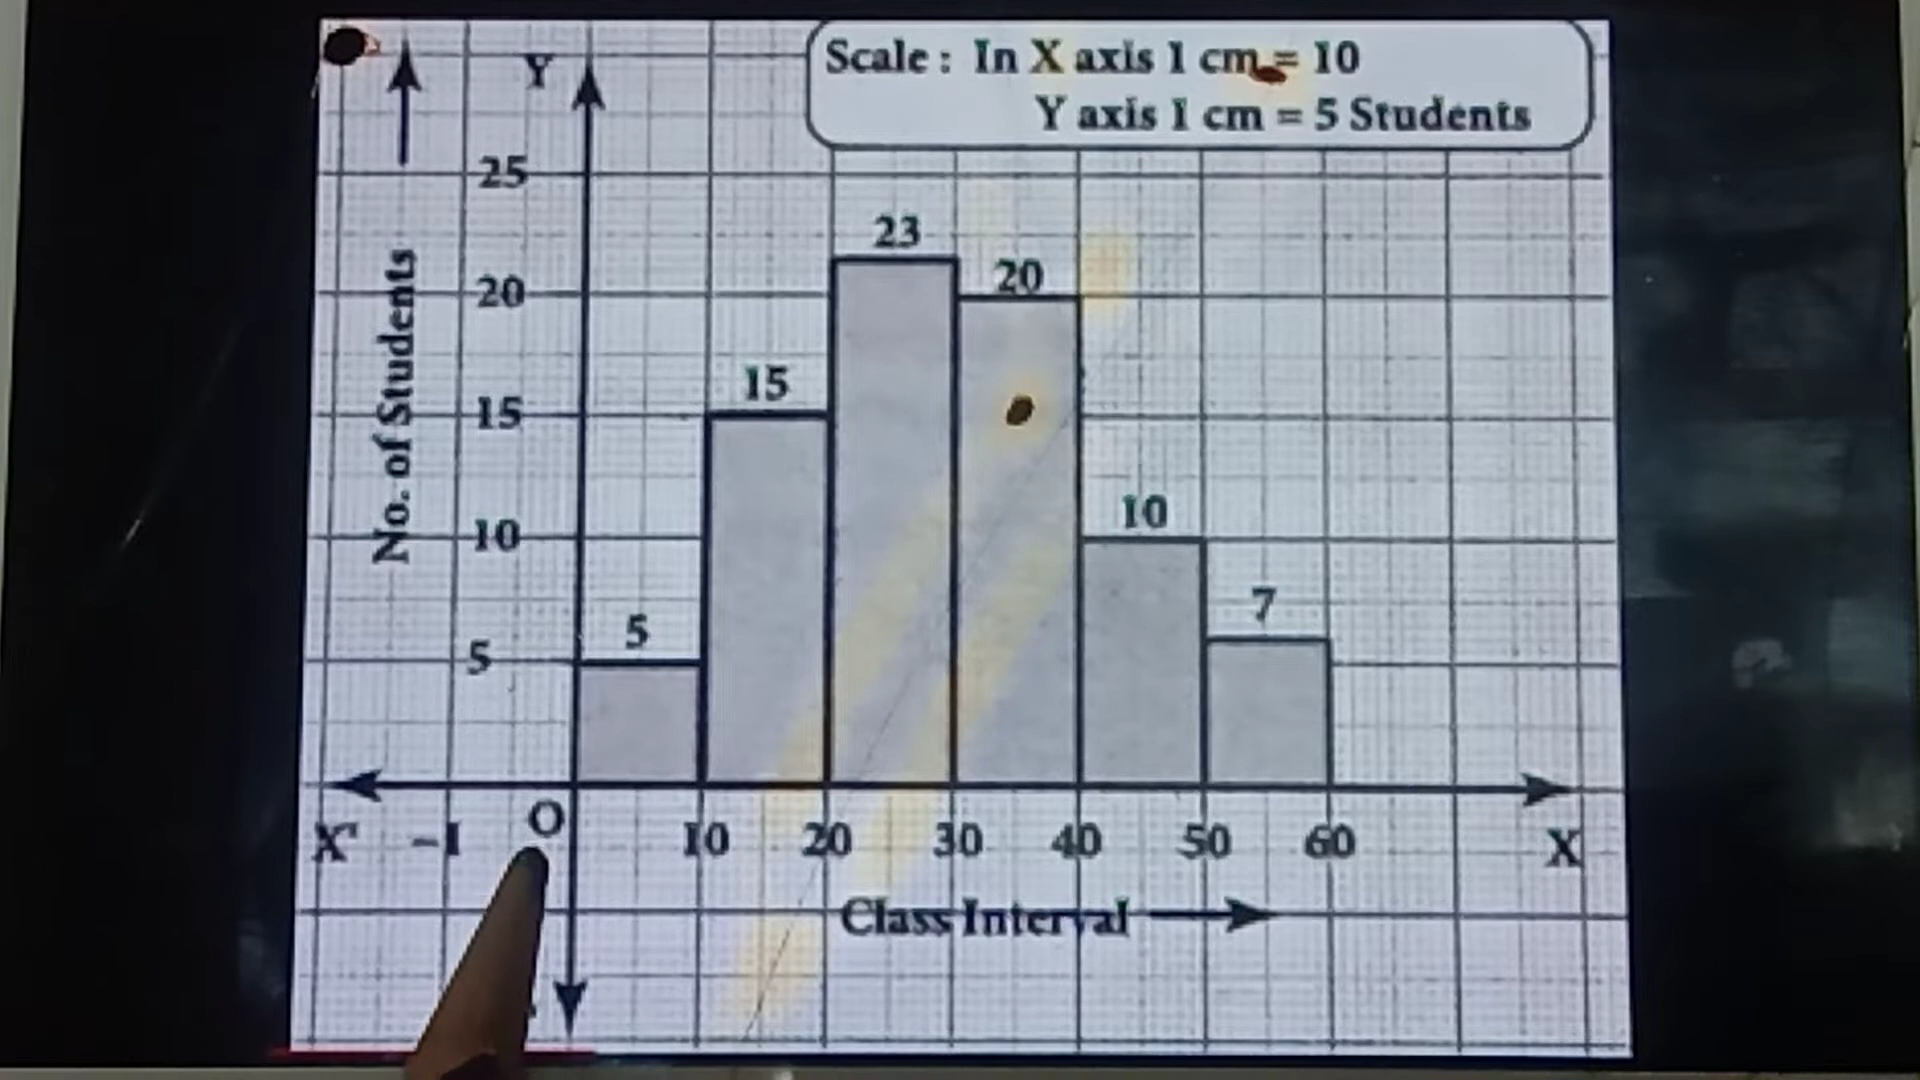 Scale : In X axis 1 cm = 10
Y axis 1 cm = 5 Students
Y
25
23
20
20
No. of Students
15
15
10
10
7
5
5
O
X' -1 10 20 30 40 50 60 X
Class Interval